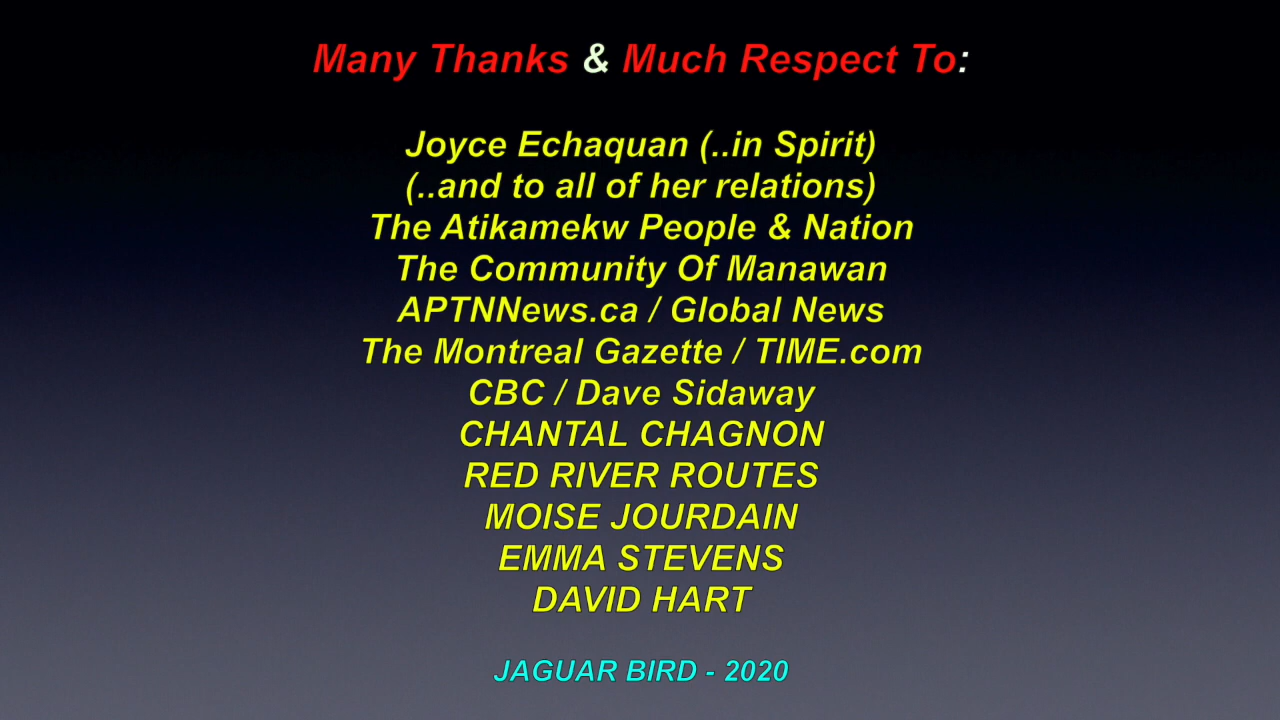 Many Thanks & Much Respect To:
Joyce Echaquan (..in Spirit)
(..and to all of her relations)
The Atikamekw People & Nation
The Community Of Manawan
APTNNews.ca / Global News
The Montreal Gazette / TIME.com
CBC / Dave Sidaway
CHANTAL CHAGNON
RED RIVER ROUTES
MOISE JOURDAIN
EMMA STEVENS
DAVID HART
JAGUAR BIRD - 2020